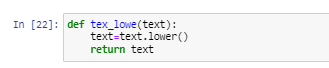 In [22]: def tex_lowe(text):
    text=text.lower()
    return text